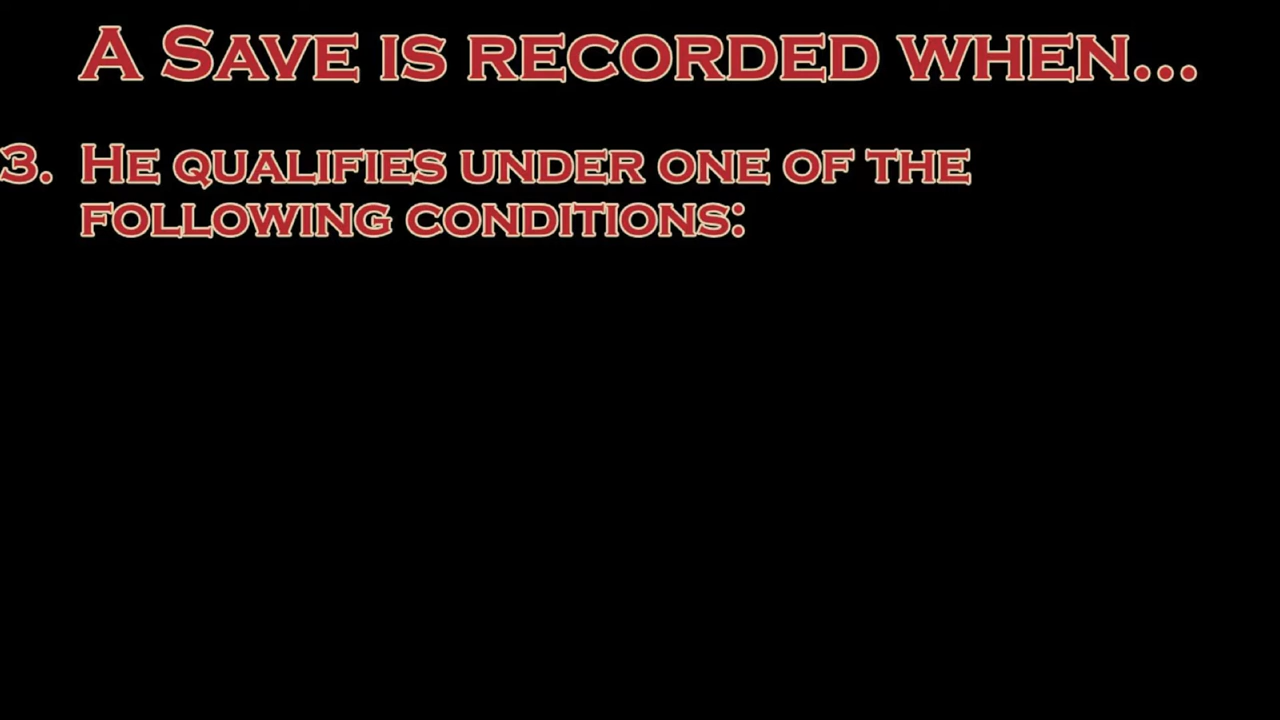 A Save is recorded when...
3. He qualifies under one of the
following conditions: